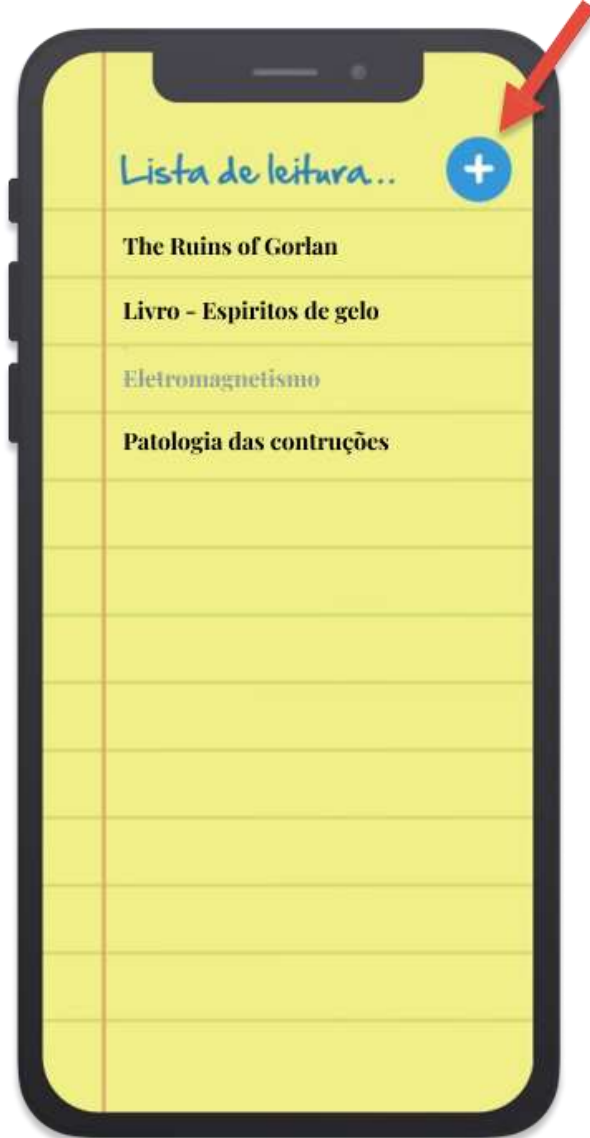 Lista de leitura...
The Ruins of Gorlan
Livro - Espiritos de gelo
Eletromagnetismo
Patologia das contruções